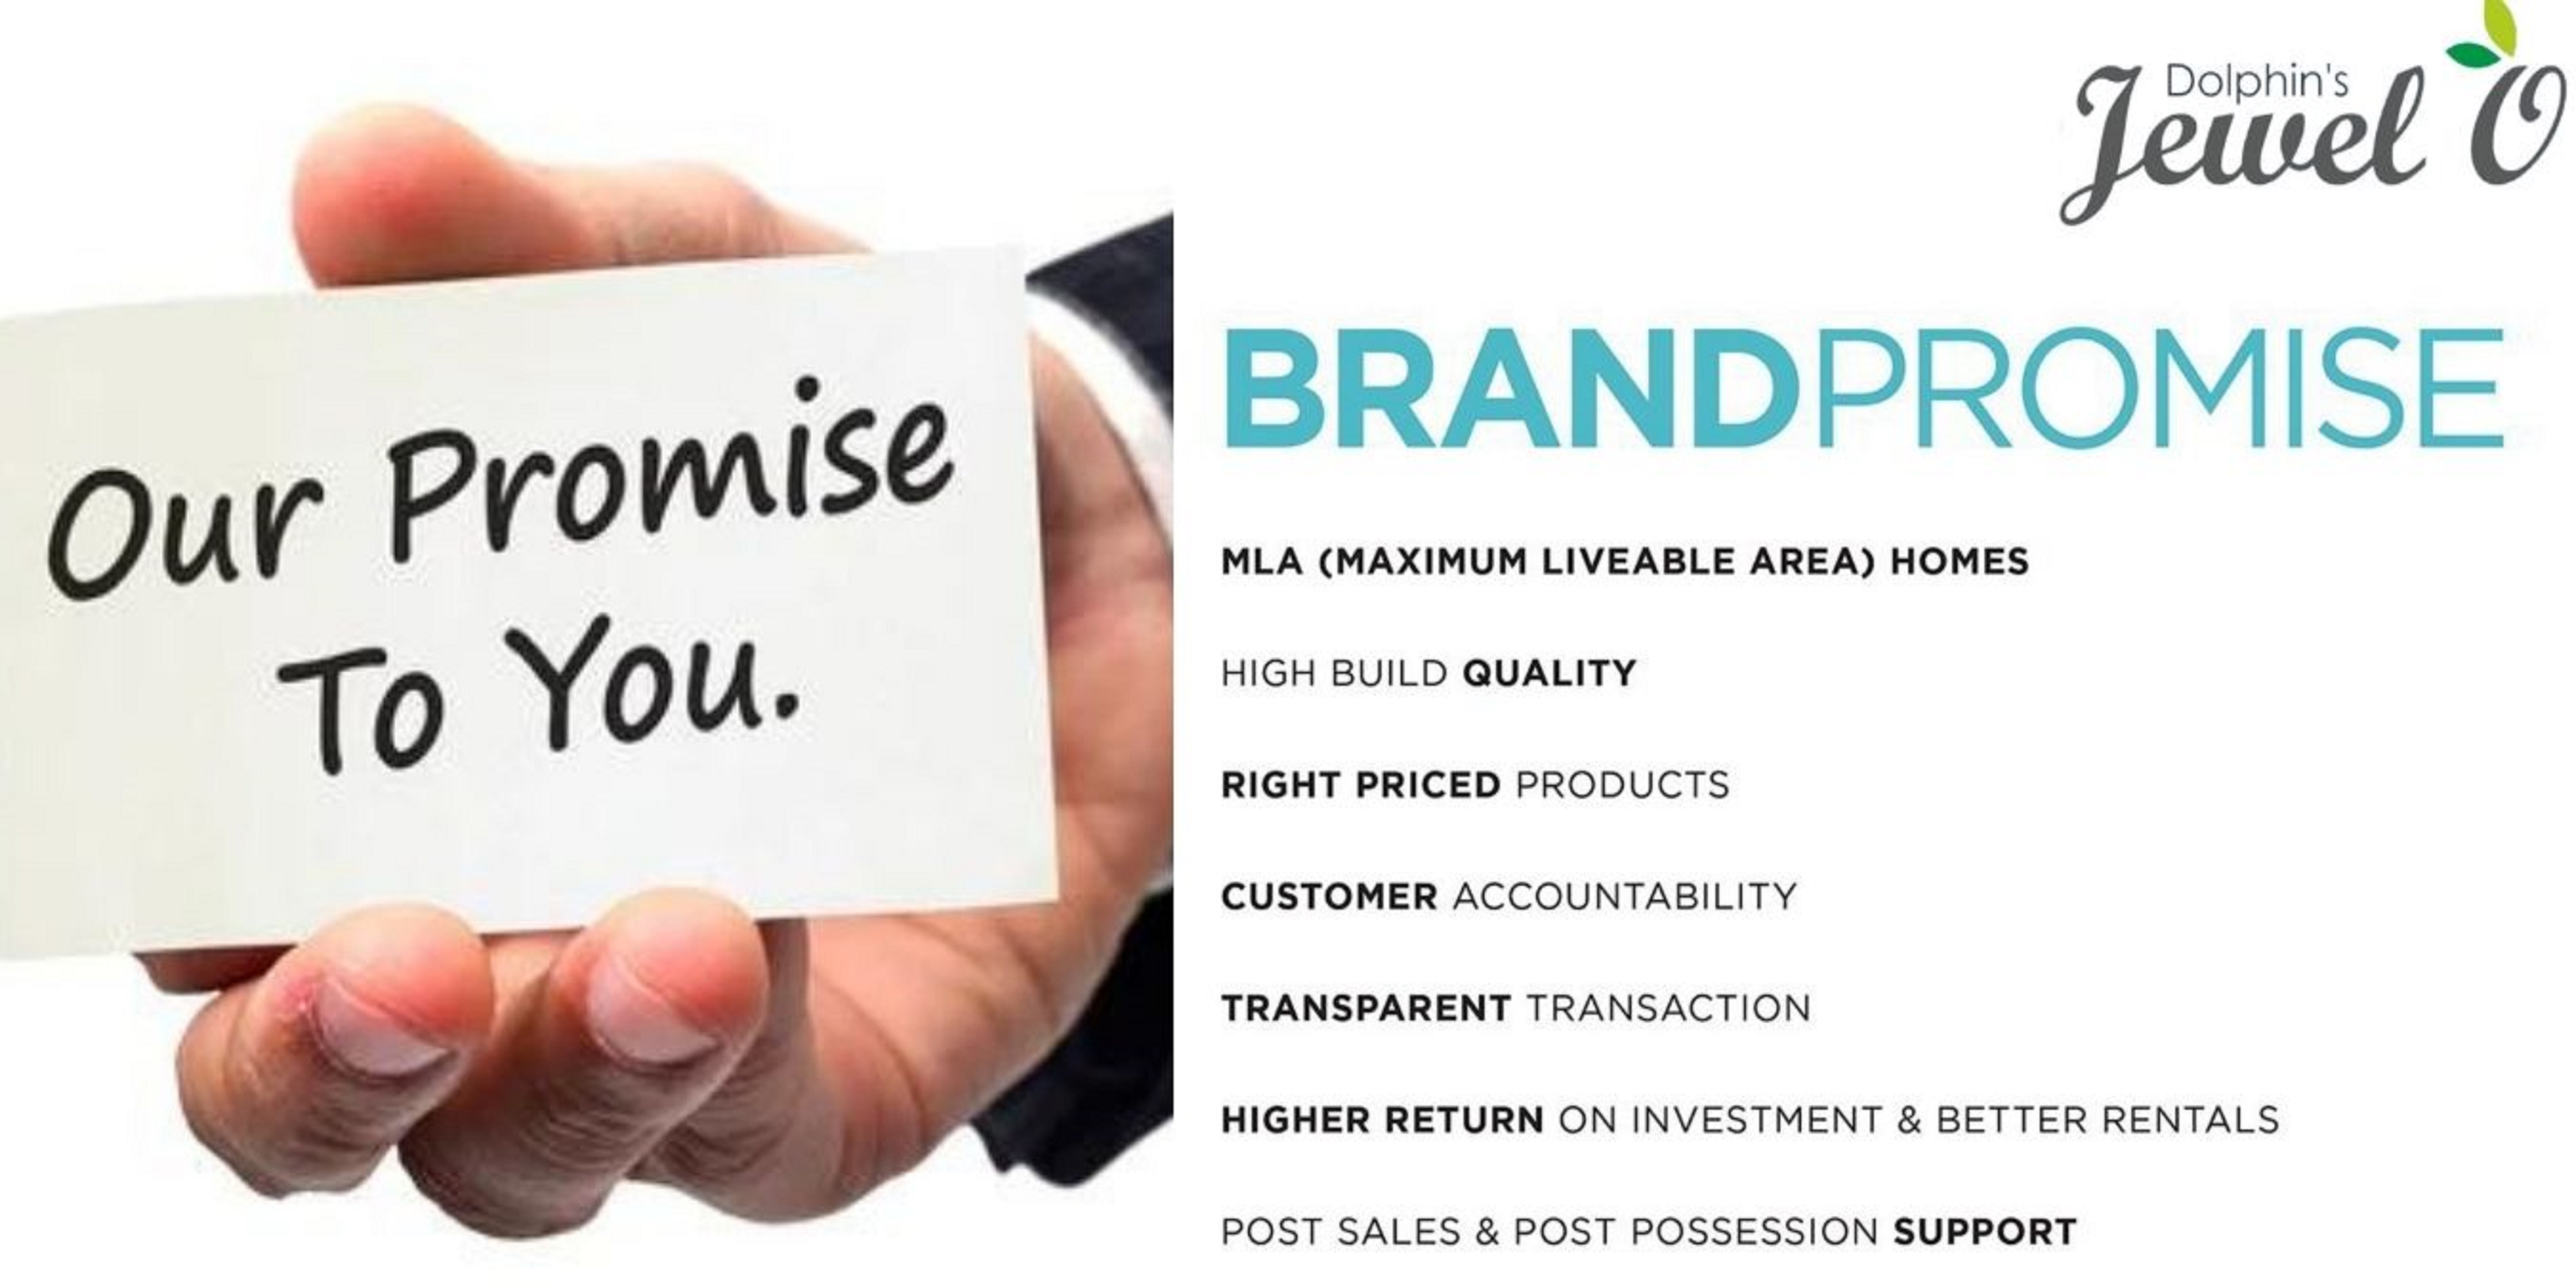 Our Promise
To You.
Dolphin's
Jewel O
BRANDPROMISE
MLA (MAXIMUM LIVEABLE AREA) HOMES
HIGH BUILD QUALITY
RIGHT PRICED PRODUCTS
CUSTOMER ACCOUNTABILITY
TRANSPARENT TRANSACTION
HIGHER RETURN ON INVESTMENT & BETTER RENTALS
POST SALES & POST POSSESSION SUPPORT